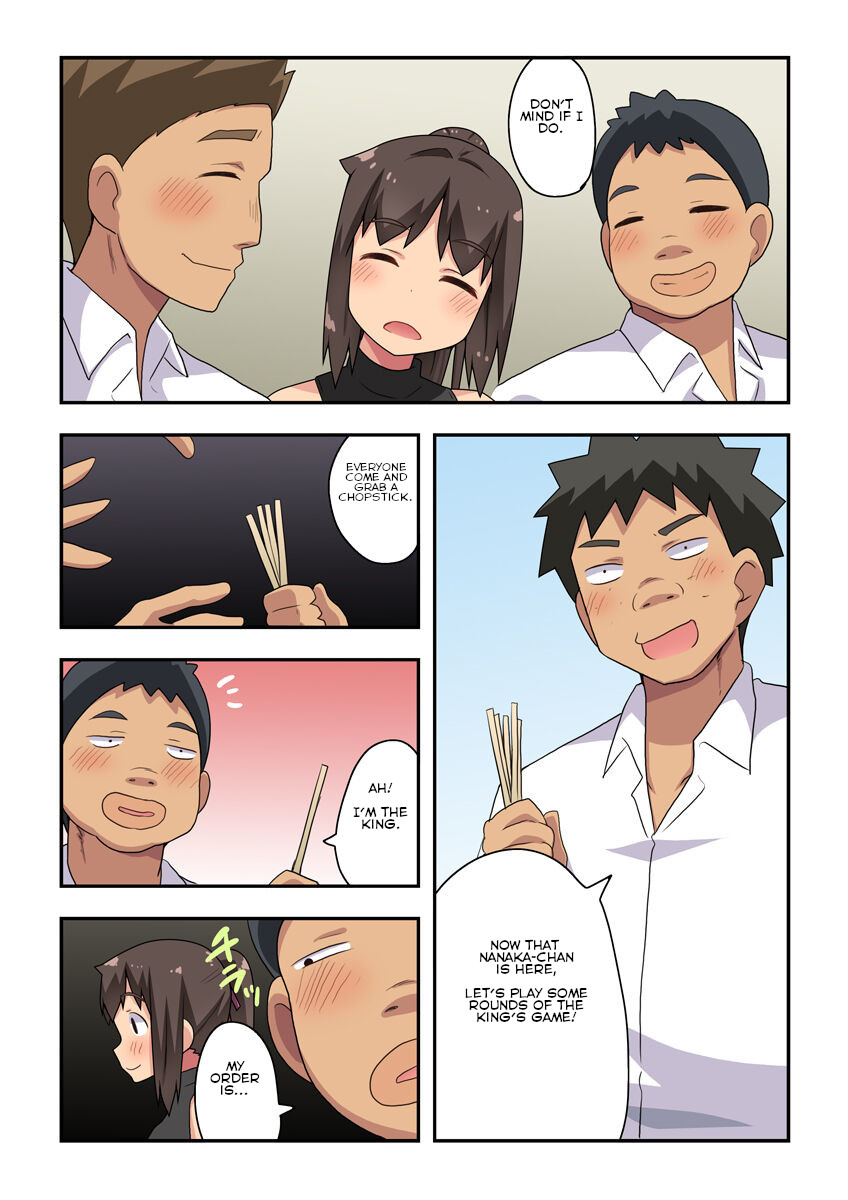 DON'T
MIND IF I
DO.
NOW THAT
NANAKA-CHAN
IS HERE,
LET'S PLAY SOME
ROUNDS OF THE
KING'S GAME!
EVERYONE
COME AND
GRAB A
CHOPSTICK.
AH!
I'M THE
KING.
チラッ
MY
ORDER
IS...